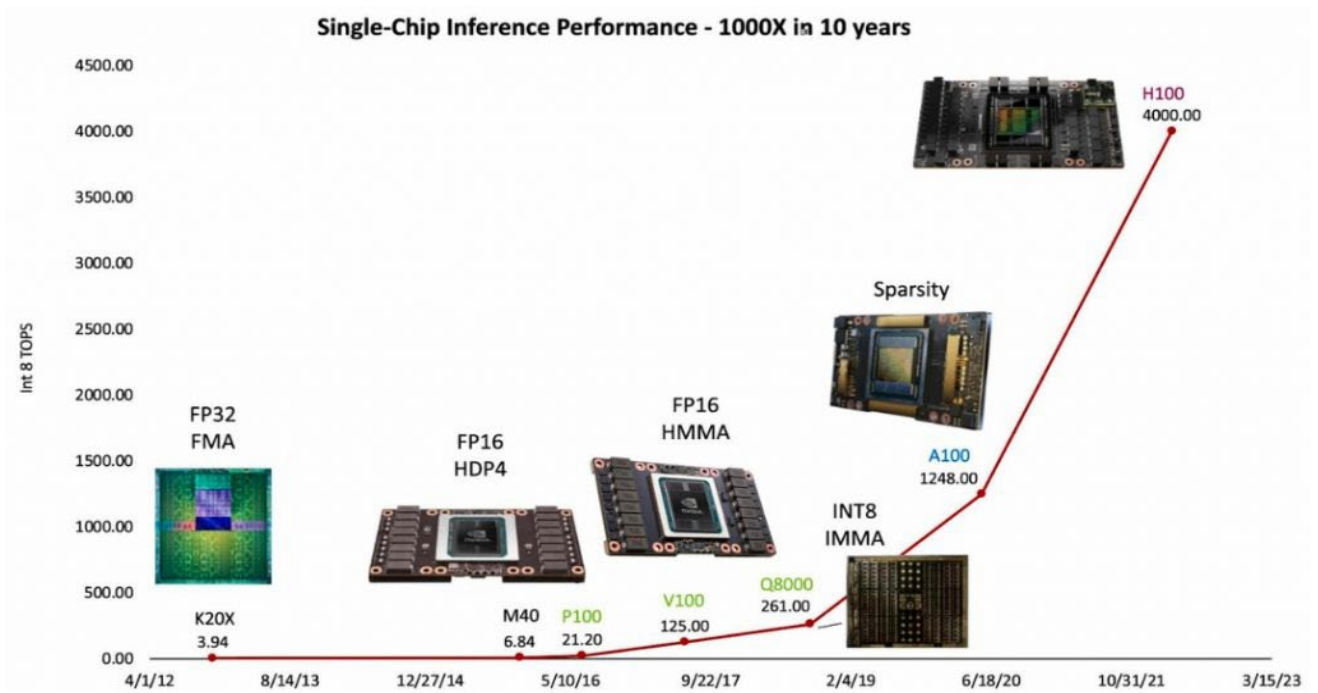 Single-Chip Inference Performance - 1000X in 10 years
4500.00
4000.00
3500.00
3000.00
2500.00
2000.00
1500.00
1000.00
500.00
0.00
Int 8 TOPS
FP32
FMA
K20X
3.94
FP16
HDP4
M40
6.84
P100
21.20
FP16
HMMA
V100
125.00
Q8000
261.00
INT8
IMMA
Sparsity
A100
1248.00
H100
4000.00
4/1/12
8/14/13
12/27/14
5/10/16
9/22/17
2/4/19
6/18/20
10/31/21
3/15/23